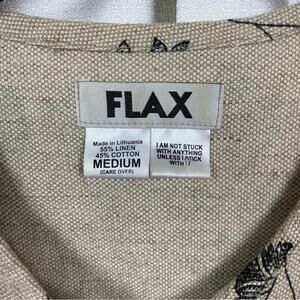 FLAX
Made in Lithuania
55% LINEN
45% COTTON
MEDIUM
(CARE OVER)
I AM NOT STUCK
WITH ANYTHING
UNLESS I STICK
WITH IT